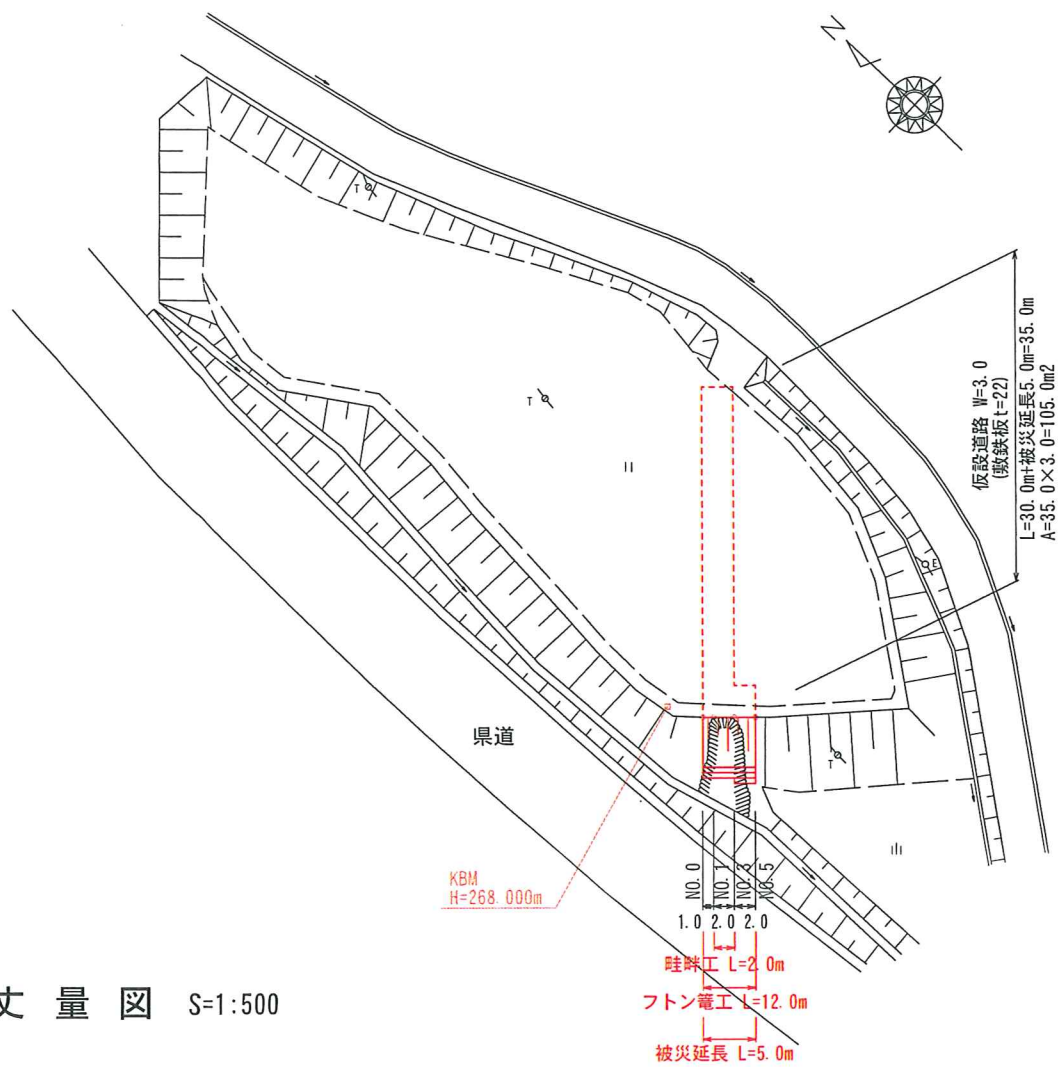 N
T
T
II
仮設道路 W=3.0
(敷鉄板t=22)
L=30.0m+被災延長5.0m=35.0m
A=35.0×3.0=105.0m2
E
県道
T
KBM
H=268.000m
NO.0
NO.1
NO.3
NO.5
1.0 2.0 2.0
畦畔工 L=2.0m
フトン篭工 L=12.0m
被災延長 L=5.0m
丈量図 S=1:500